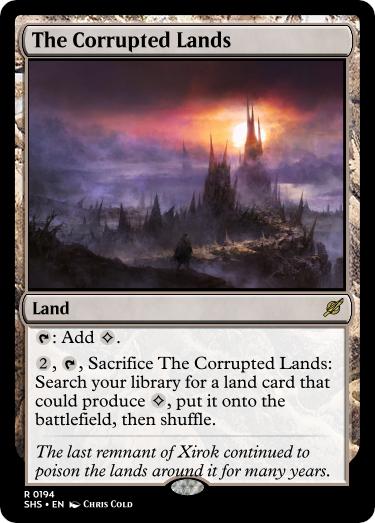 The Corrupted Lands
Land
: Add .
2, , Sacrifice The Corrupted Lands:
Search your library for a land card that
could produce , put it onto the
battlefield, then shuffle.
The last remnant of Xirok continued to
poison the lands around it for many years.
R 0194
SHS • EN Chris Cold